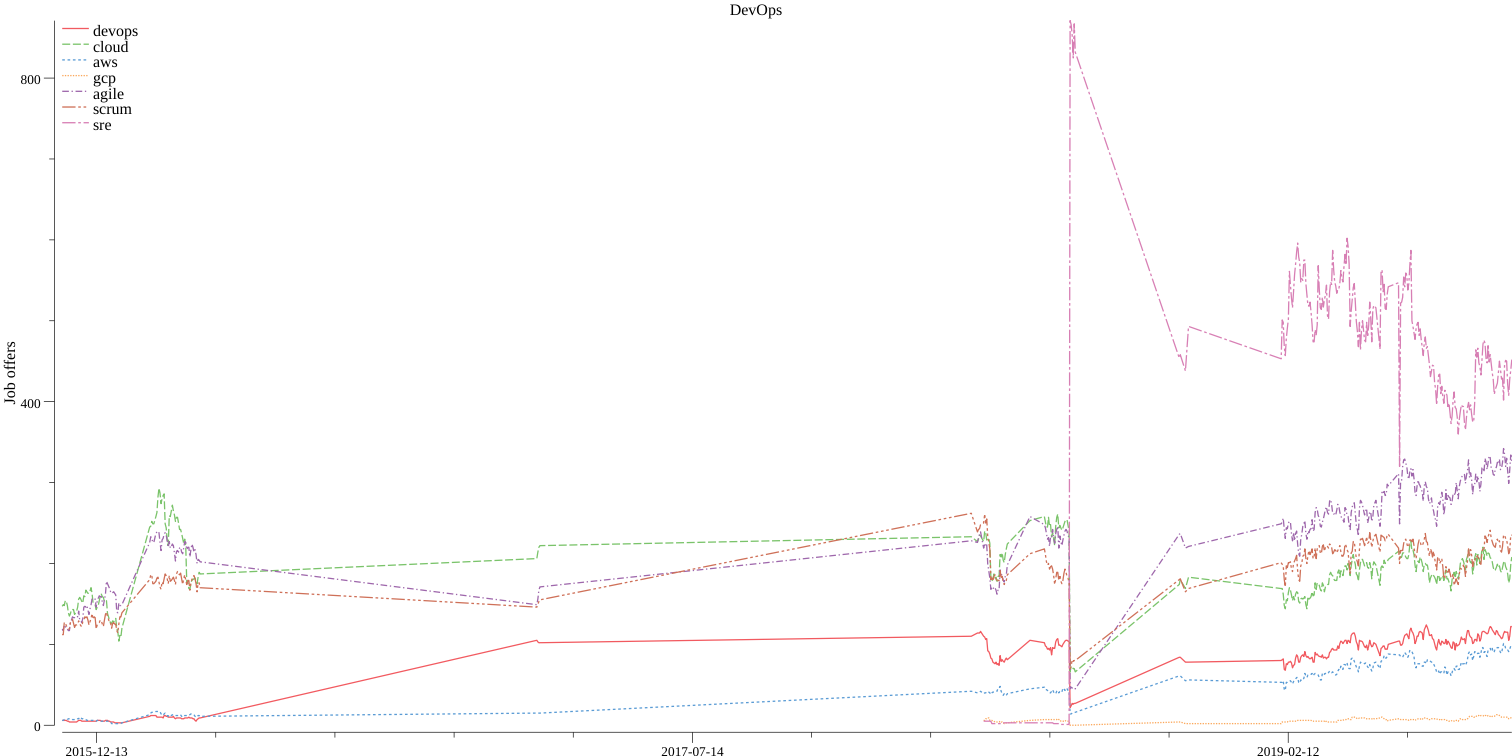 DevOps
devops
cloud
aws
gcp
agile
scrum
sre
800
400
0
Job offers
2015-12-13
2017-07-14
2019-02-12